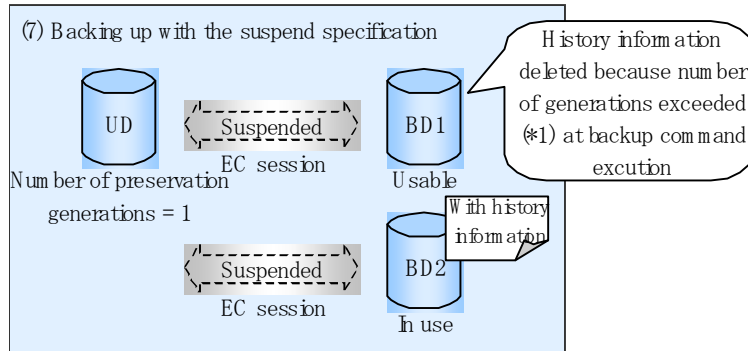 (7) Backing up with the suspend specification
History information
deleted because number
of generations exceeded
(*1) at backup command
excution
UD
Suspended
BD1
EC session
Number of preservation
generations = 1
Usable
With history
information
Suspended
BD2
EC session
In use